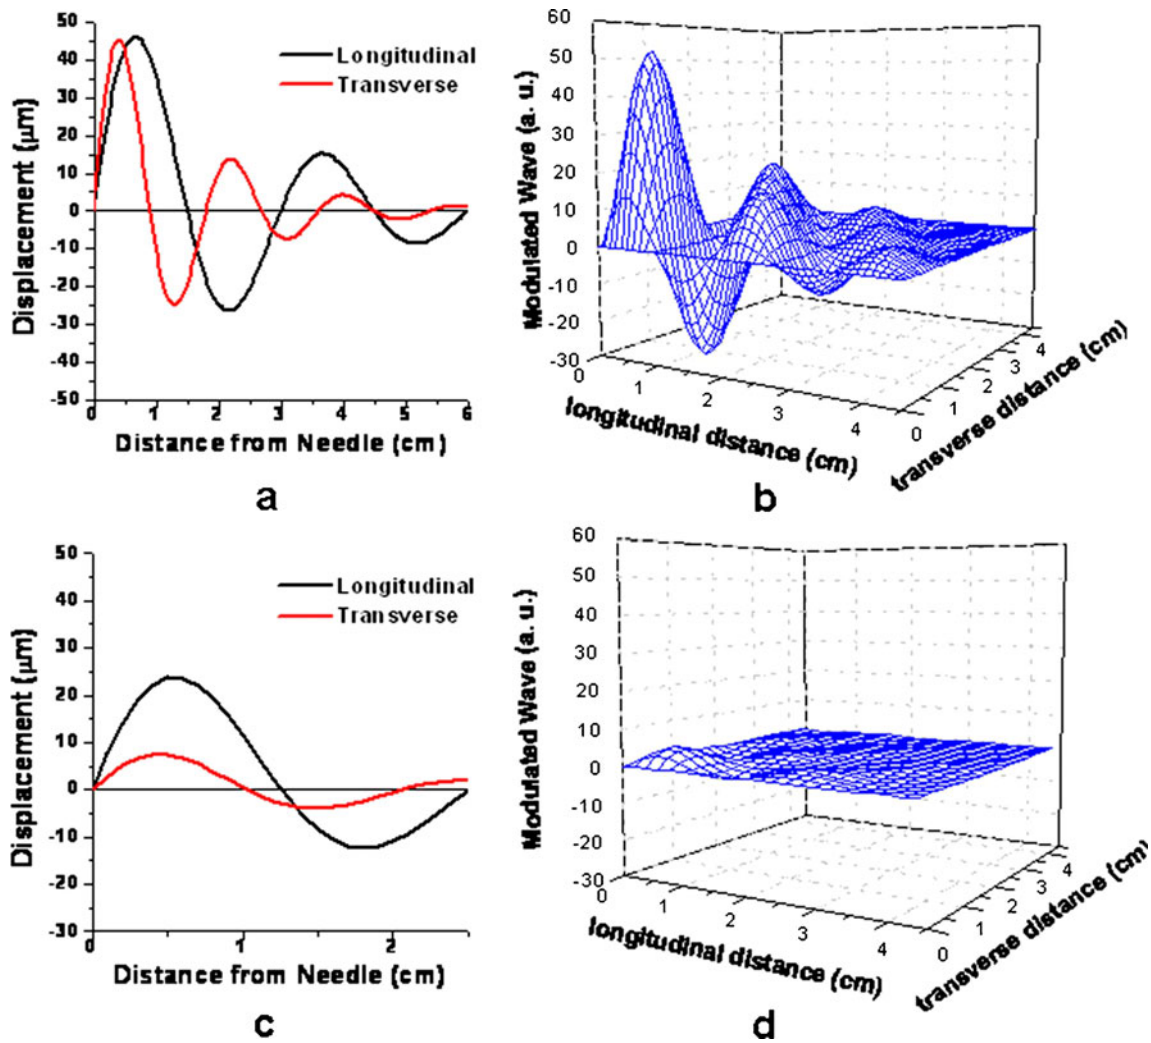 50
40
30
20
10
0
-10
-20
-30
-40
-50
Displacement (µm)
Longitudinal
Transverse
0 1 2 3 4 5 6
Distance from Needle (cm)
a
60
50
40
30
20
10
0
-10
-20
-30
Modulated Wave (a. u.)
0 1 2 3 4
longitudinal distance (cm)
0 1 2 3 4
transverse distance (cm)
b
50
40
30
20
10
0
-10
-20
-30
Displacement (µm)
Longitudinal
Transverse
0 1 2
Distance from Needle (cm)
c
60
50
40
30
20
10
0
-10
-20
-30
Modulated Wave (a. u.)
0 1 2 3 4
longitudinal distance (cm)
0 1 2 3 4
transverse distance (cm)
d